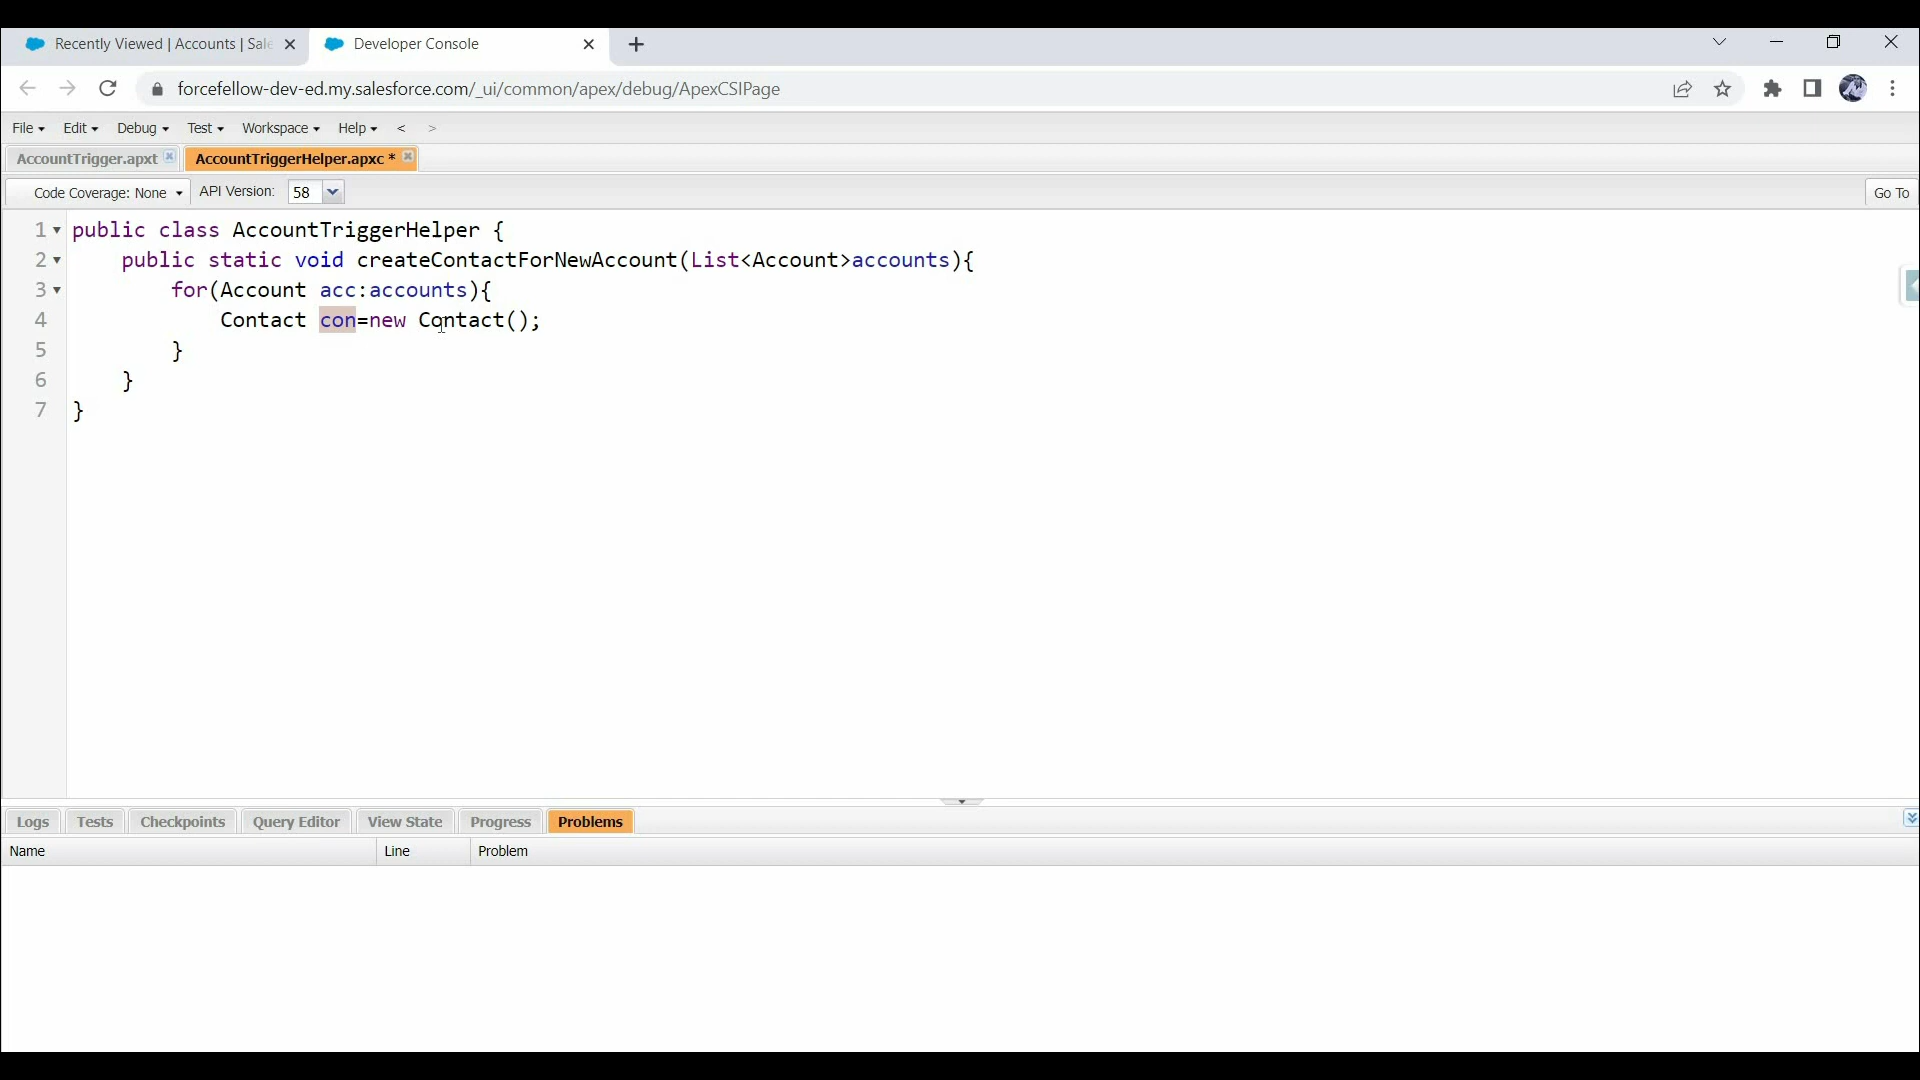 Recently Viewed | Accounts | Sale
Developer Console
forcefellow-dev-ed.my.salesforce.com/_ui/common/apex/debug/ApexCSIPage
File Edit Debug Test Workspace Help < >
AccountTrigger.apxt AccountTriggerHelper.apxc *
Code Coverage: None API Version: 58 Go To
1 public class AccountTriggerHelper {
2 public static void createContactForNewAccount(List<Account>accounts){
3 for(Account acc:accounts){
4 Contact con=new Contact();
5 }
6 }
7 }
Logs Tests Checkpoints Query Editor View State Progress Problems
Name Line Problem